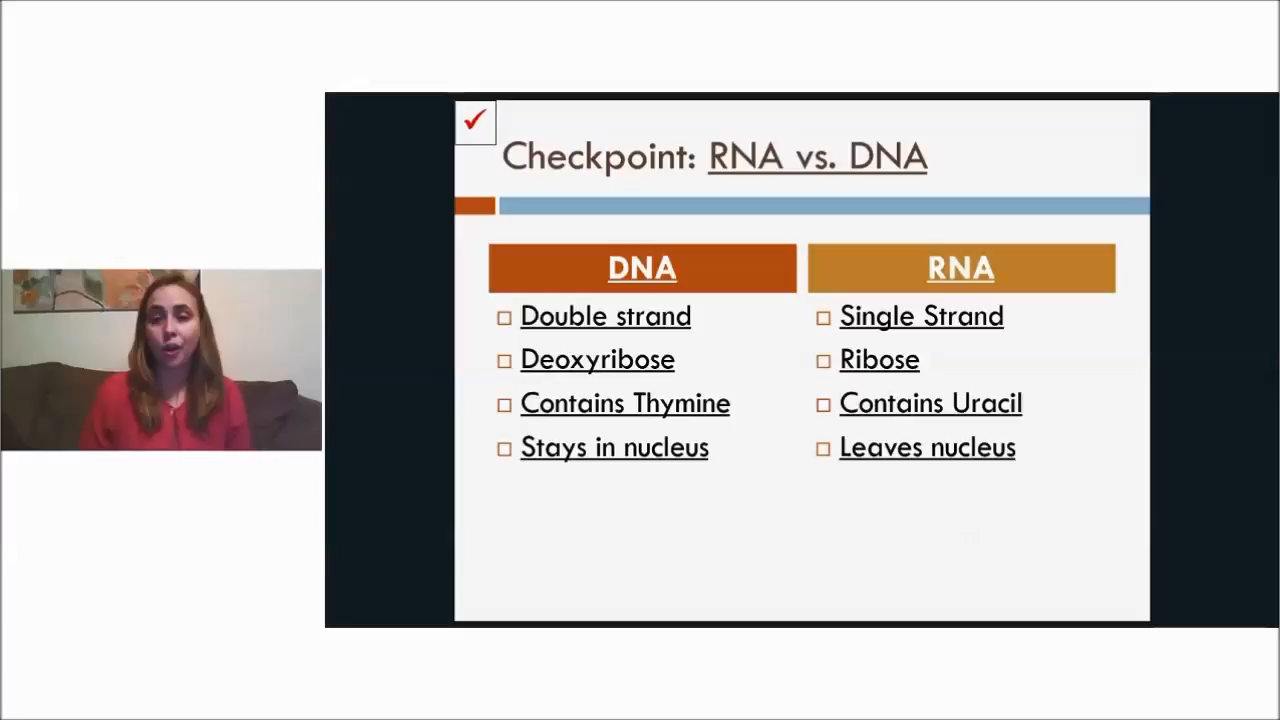 Checkpoint: RNA vs. DNA
DNA
Double strand
Deoxyribose
Contains Thymine
Stays in nucleus
RNA
Single Strand
Ribose
Contains Uracil
Leaves nucleus